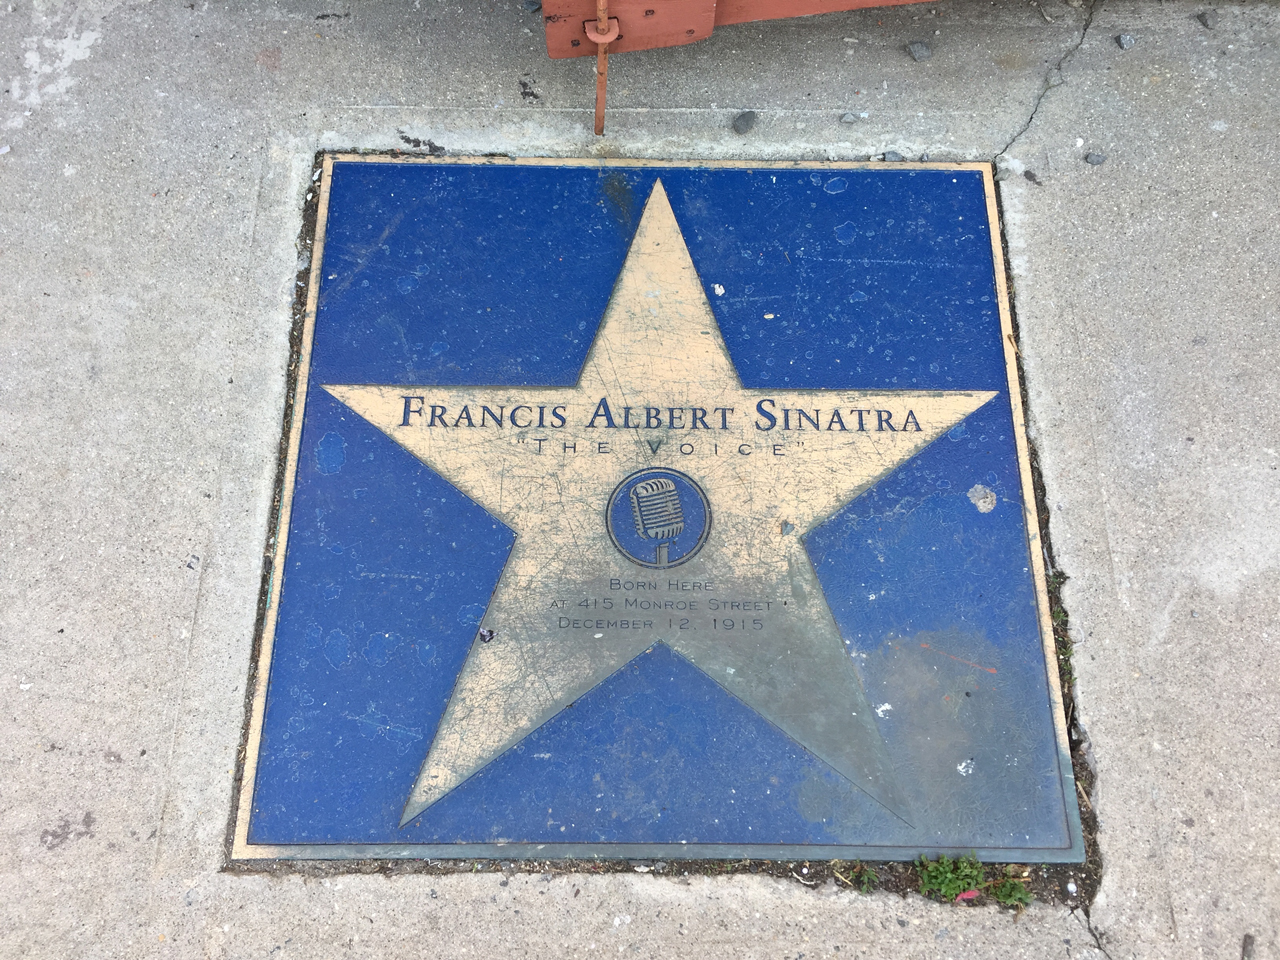 FRANCIS ALBERT SINATRA
"THE VOICE"
BORN HERE
AT 415 MONROE STREET
DECEMBER 12, 1915